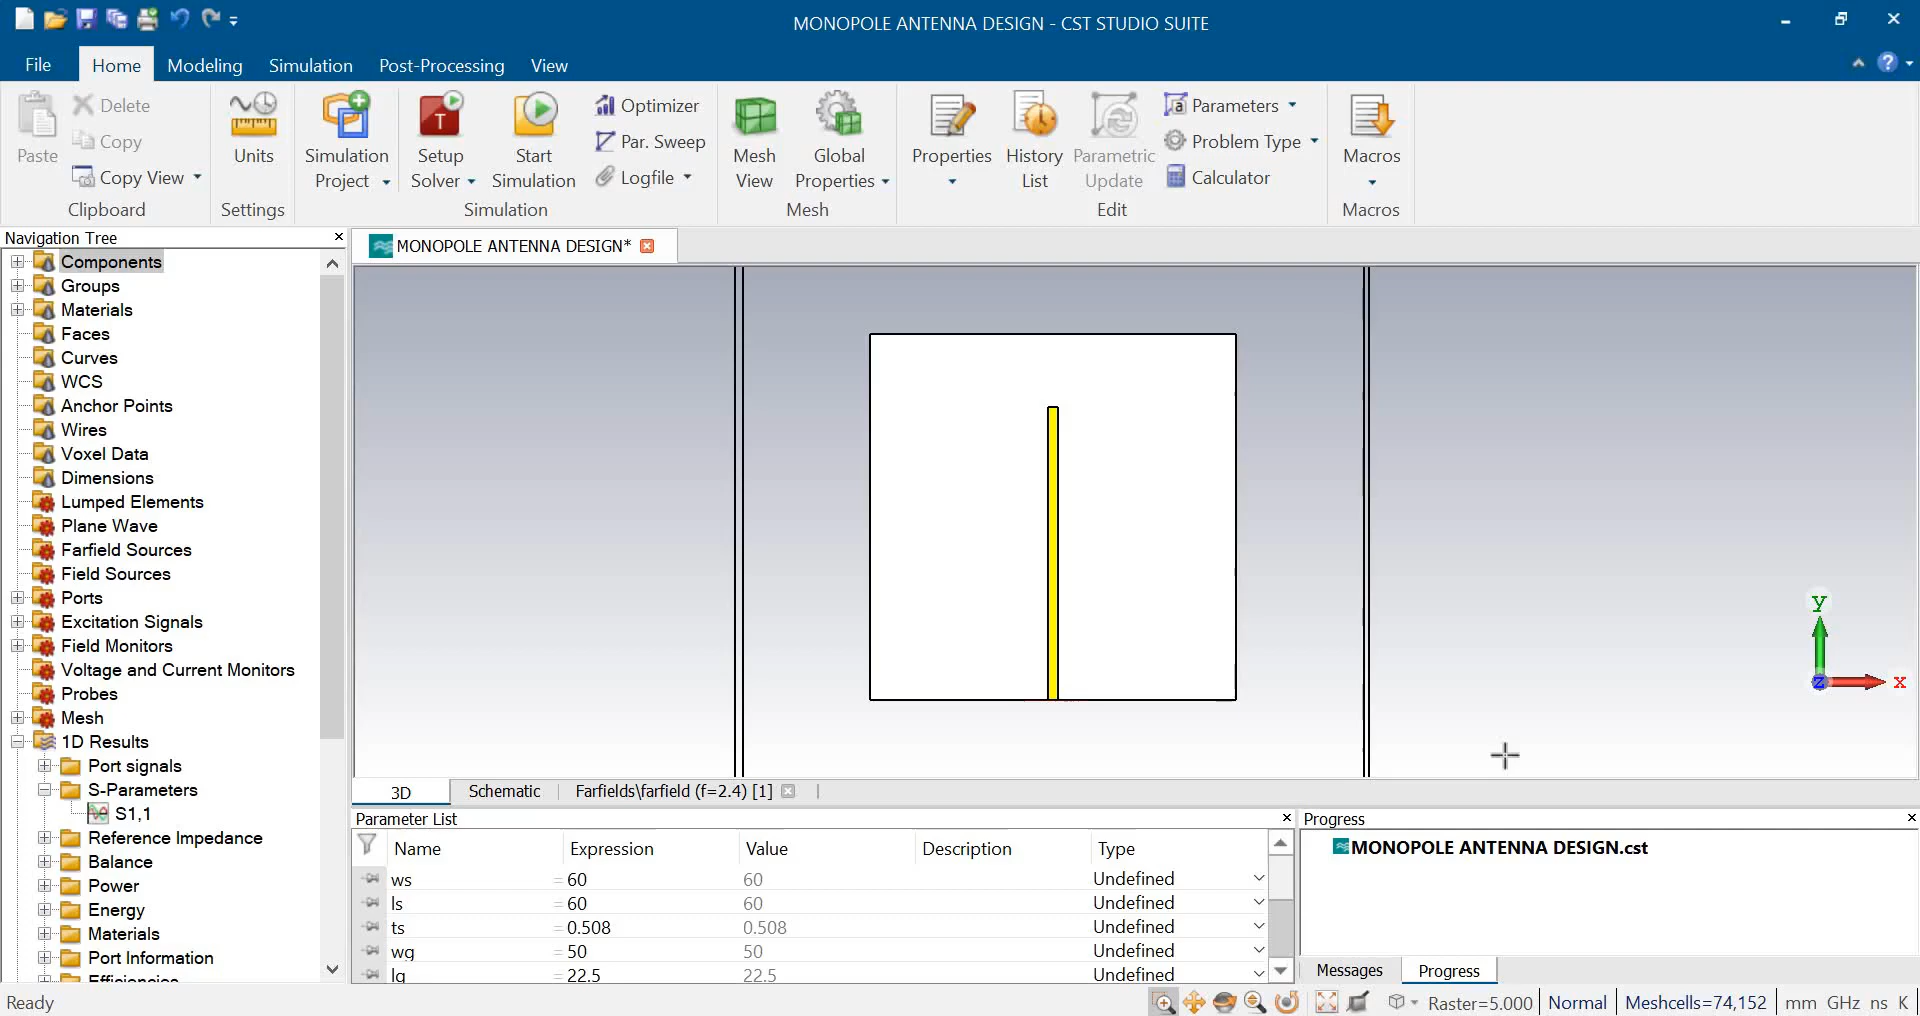 MONOPOLE ANTENNA DESIGN - CST STUDIO SUITE
File Home Modeling Simulation Post-Processing View
Paste
Delete
Copy
Copy View
Clipboard
Units
Settings
Simulation Project
Setup Solver
Start Simulation
Optimizer
Par. Sweep
Logfile
Simulation
Mesh View
Global Properties
Mesh
Properties
History List
Parametric Update
Parameters
Problem Type
Calculator
Edit
Macros
Macros
Navigation Tree
Components
Groups
Materials
Faces
Curves
WCS
Anchor Points
Wires
Voxel Data
Dimensions
Lumped Elements
Plane Wave
Farfield Sources
Field Sources
Ports
Excitation Signals
Field Monitors
Voltage and Current Monitors
Probes
Mesh
1D Results
Port signals
S-Parameters
S1,1
Reference Impedance
Balance
Power
Energy
Materials
Port Information
Efficiencies
MONOPOLE ANTENNA DESIGN*
y
z x
3D Schematic Farfields\farfield (f=2.4) [1]
Parameter List
Name Expression Value Description Type
ws = 60 60 Undefined
ls = 60 60 Undefined
ts = 0.508 0.508 Undefined
wg = 50 50 Undefined
lg = 22.5 22.5 Undefined
Progress
MONOPOLE ANTENNA DESIGN.cst
Messages Progress
Ready
Raster=5.000 Normal Meshcells=74,152 mm GHz ns K